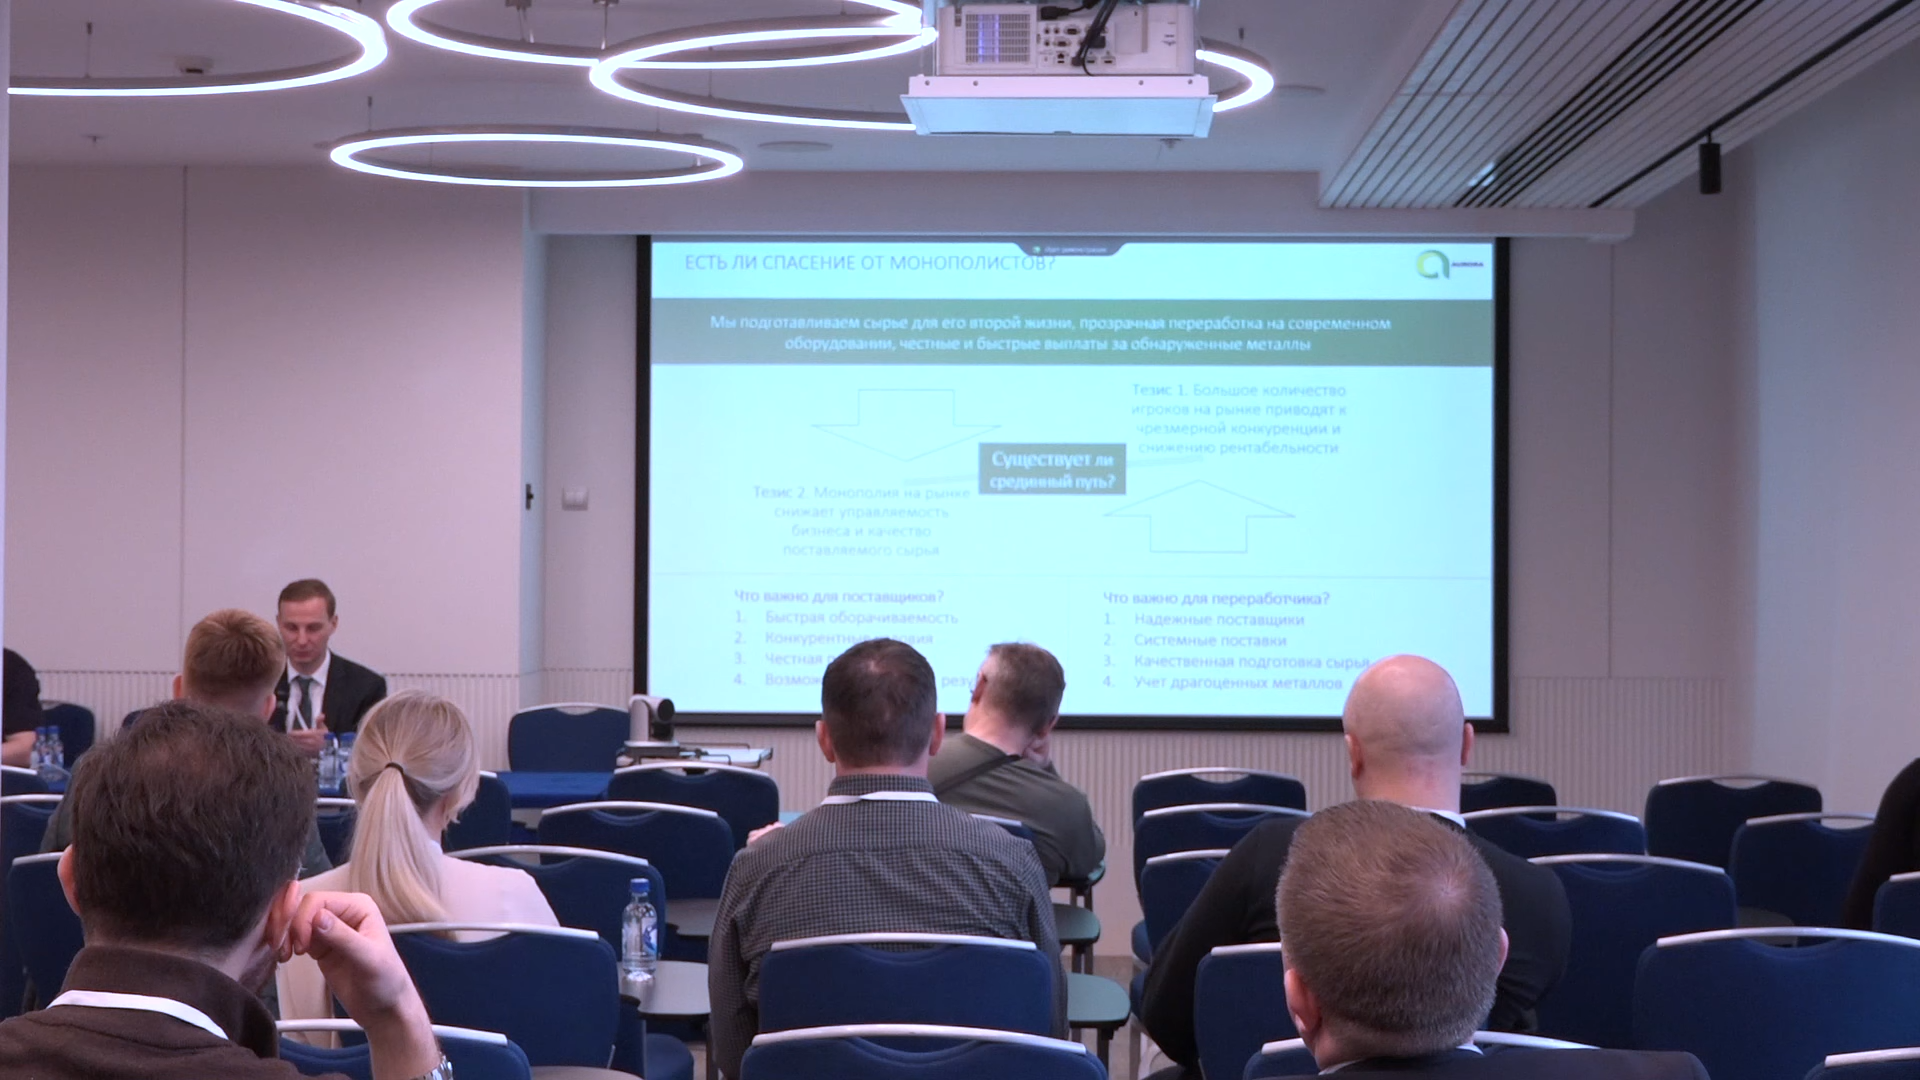 ЕСТЬ ЛИ СПАСЕНИЕ ОТ МОНОПОЛИСТОВ?
AURORA
Мы подготавливаем сырье для его второй жизни, прозрачная переработка на современном
оборудовании, честные и быстрые выплаты за обнаруженные металлы
Тезис 1. Большое количество
игроков на рынке приводят к
чрезмерной конкуренции и
снижению рентабельности
Существует ли
срединный путь?
Тезис 2. Монополия на рынке
снижает управляемость
бизнеса и качество
поставляемого сырья
Что важно для поставщиков?
1. Быстрая оборачиваемость
2. Конкурентные
3. Честная
4.
Что важно для переработчика?
1. Надежные поставщики
2. Системные поставки
3. Качественная подготовка сырья
4. Учет драгоценных металлов